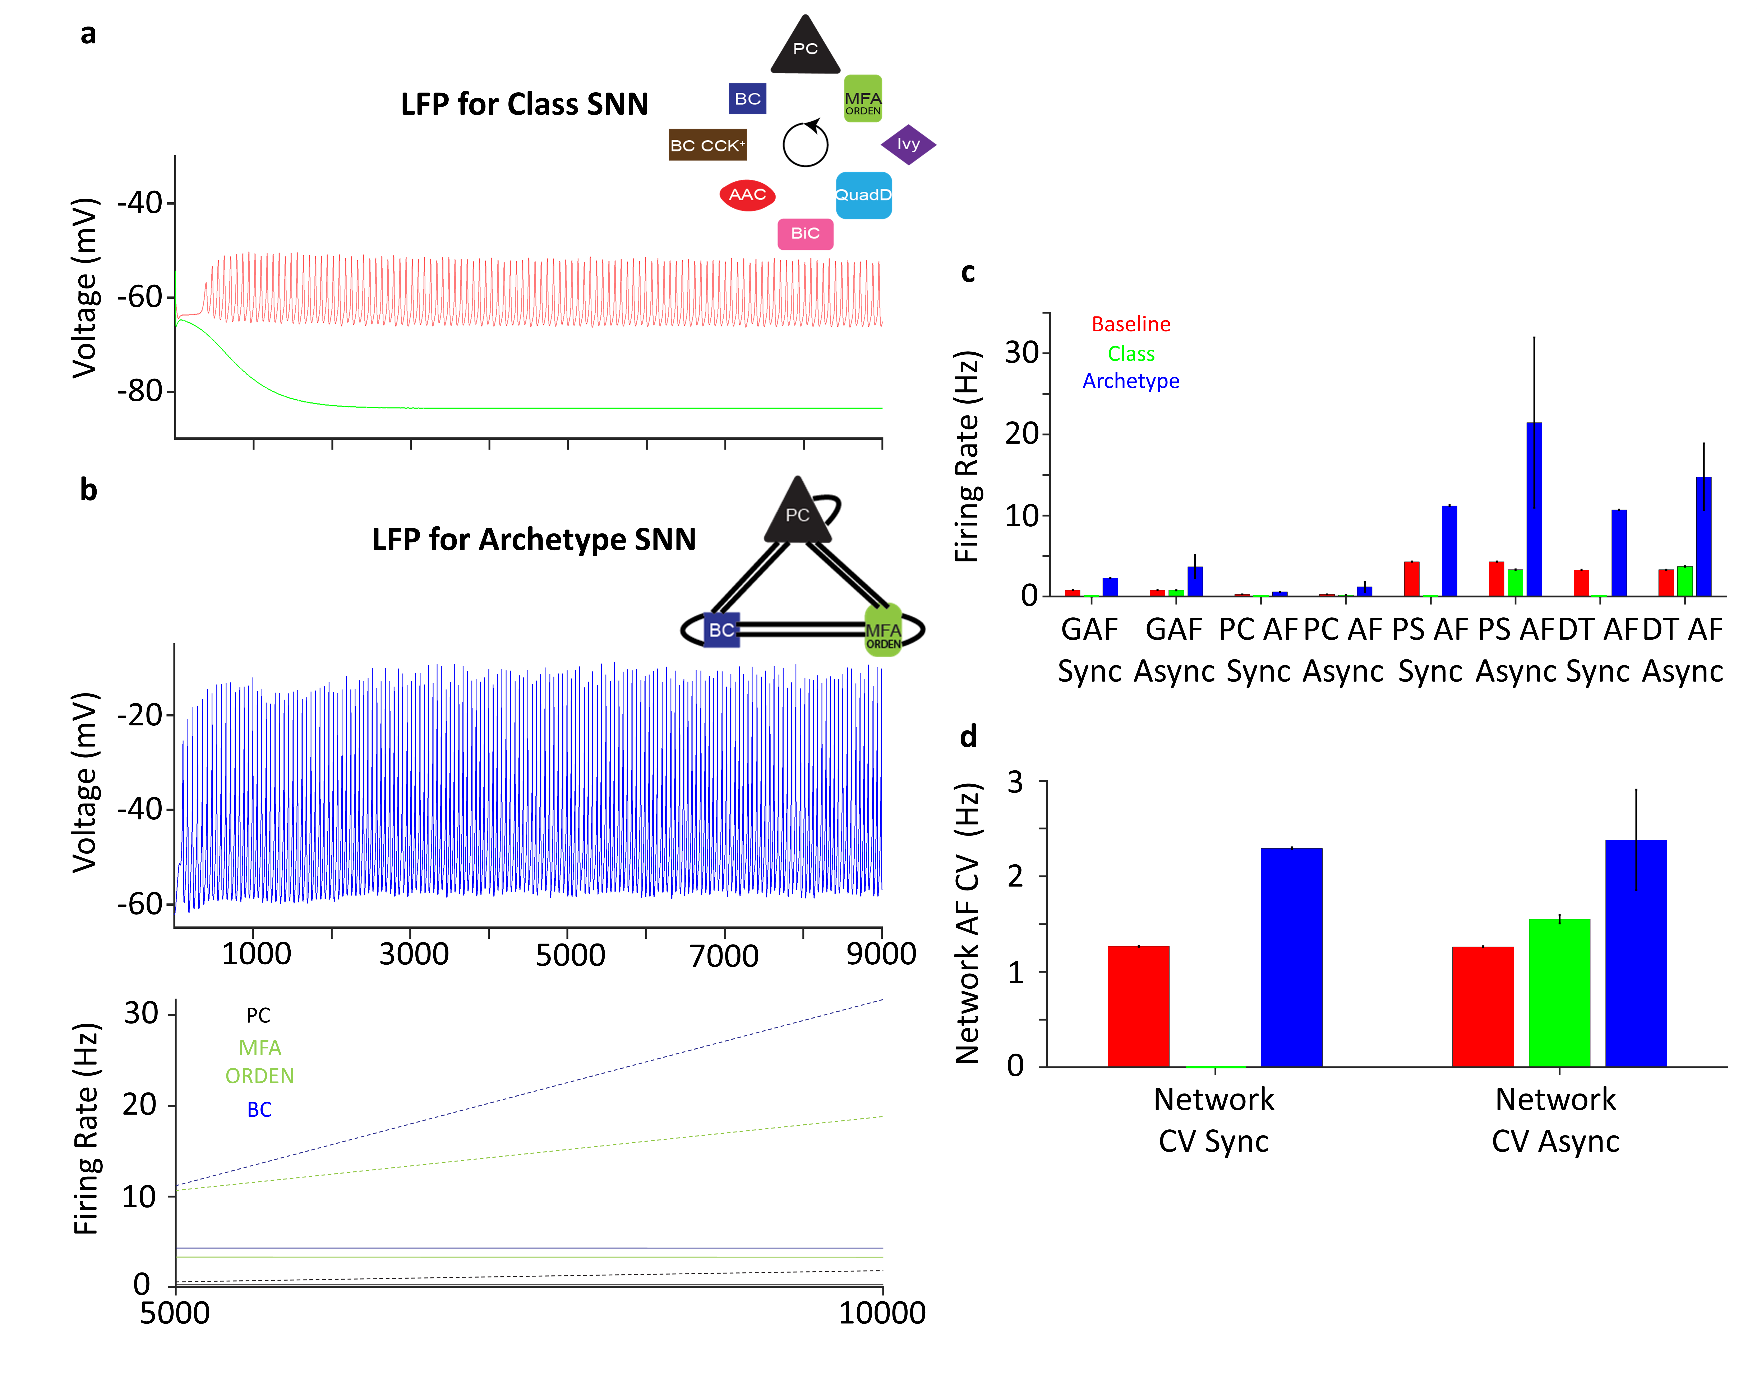 a
LFP for Class SNN
PC
BC
MFA
ORDEN
BC CCK+
Ivy
AAC
QuadD
BiC
Voltage (mV)
-40
-60
-80
b
LFP for Archetype SNN
PC
BC
MFA
ORDEN
Voltage (mV)
-20
-40
-60
1000 3000 5000 7000 9000
Firing Rate (Hz)
30
20
10
0
PC
MFA
ORDEN
BC
5000 10000
c
Baseline
Class
Archetype
Firing Rate (Hz)
30
20
10
0
GAF GAF PC AF PC AF PS AF PS AF DT AF DT AF
Sync Async Sync Async Sync Async Sync Async
d
Network AF CV (Hz)
3
2
1
0
Network Network
CV Sync CV Async